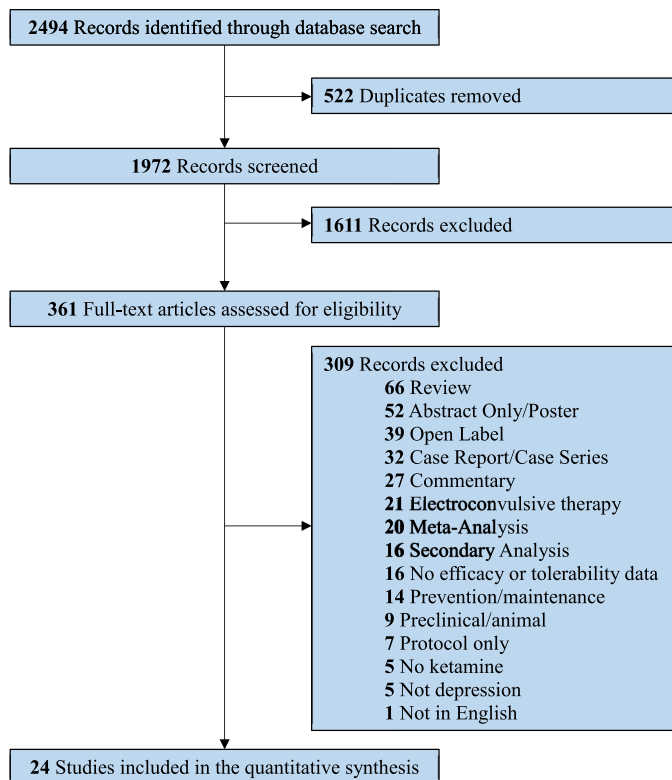 2494 Records identified through database search
522 Duplicates removed
1972 Records screened
1611 Records excluded
361 Full-text articles assessed for eligibility
309 Records excluded
66 Review
52 Abstract Only/Poster
39 Open Label
32 Case Report/Case Series
27 Commentary
21 Electroconvulsive therapy
20 Meta-Analysis
16 Secondary Analysis
16 No efficacy or tolerability data
14 Prevention/maintenance
9 Preclinical/animal
7 Protocol only
5 No ketamine
5 Not depression
1 Not in English
24 Studies included in the quantitative synthesis